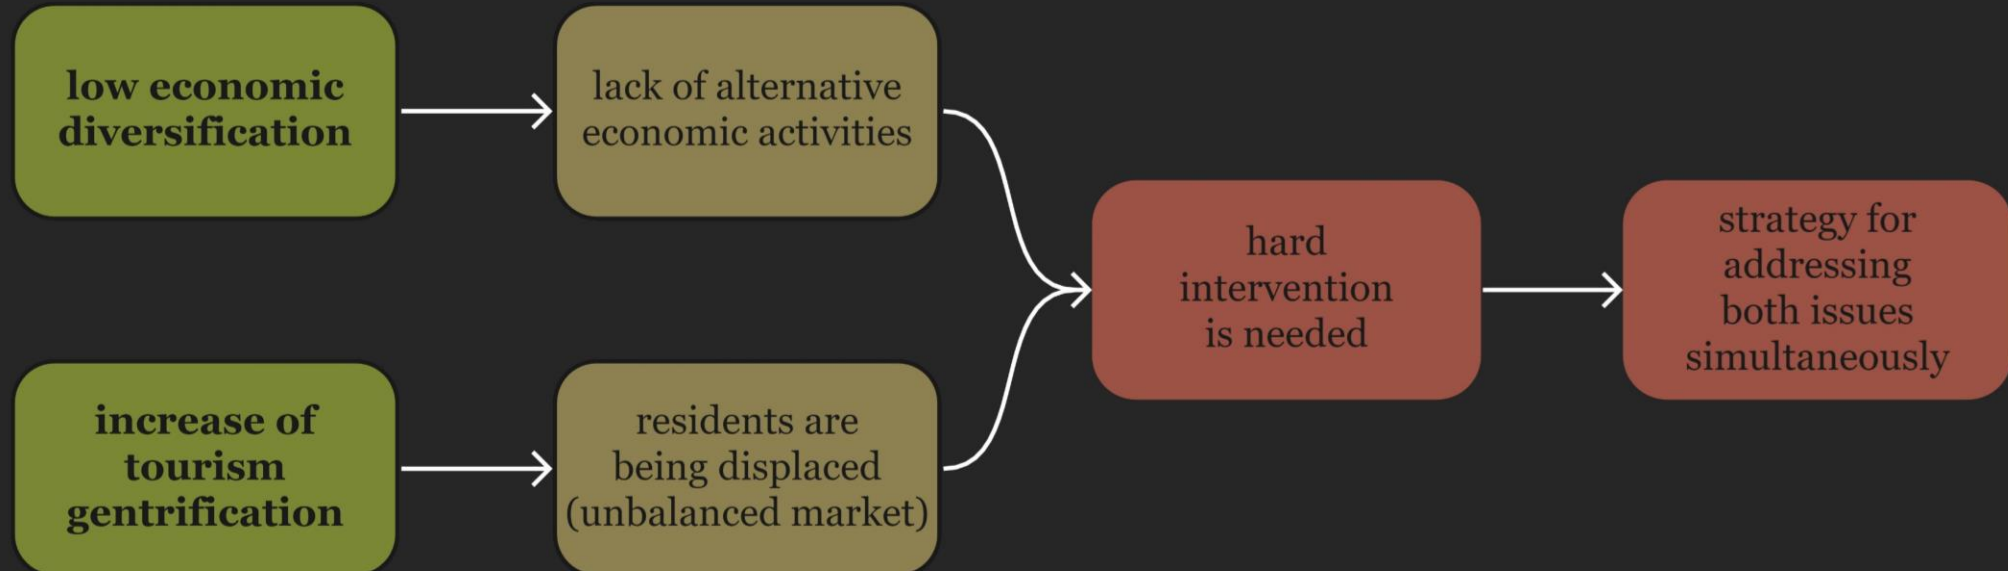 low economic
diversification
lack of alternative
economic activities
increase of
tourism
gentrification
residents are
being displaced
(unbalanced market)
hard
intervention
is needed
strategy for
addressing
both issues
simultaneously